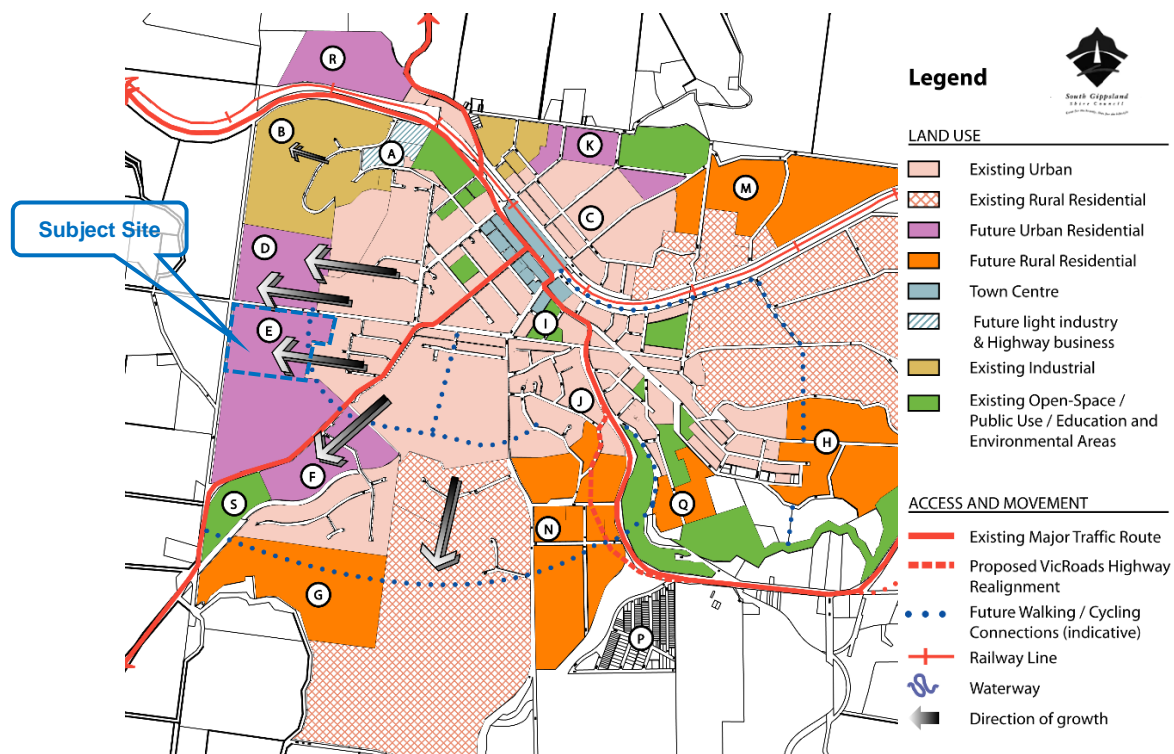 R
B
A
K
M
C
Subject Site
D
E
I
J
H
F
S
Q
N
G
P
Legend
South Gippsland
Shire Council
LAND USE
Existing Urban
Existing Rural Residential
Future Urban Residential
Future Rural Residential
Town Centre
Future light industry
& Highway business
Existing Industrial
Existing Open-Space /
Public Use / Education and
Environmental Areas
ACCESS AND MOVEMENT
Existing Major Traffic Route
Proposed VicRoads Highway
Realignment
Future Walking / Cycling
Connections (indicative)
Railway Line
Waterway
Direction of growth